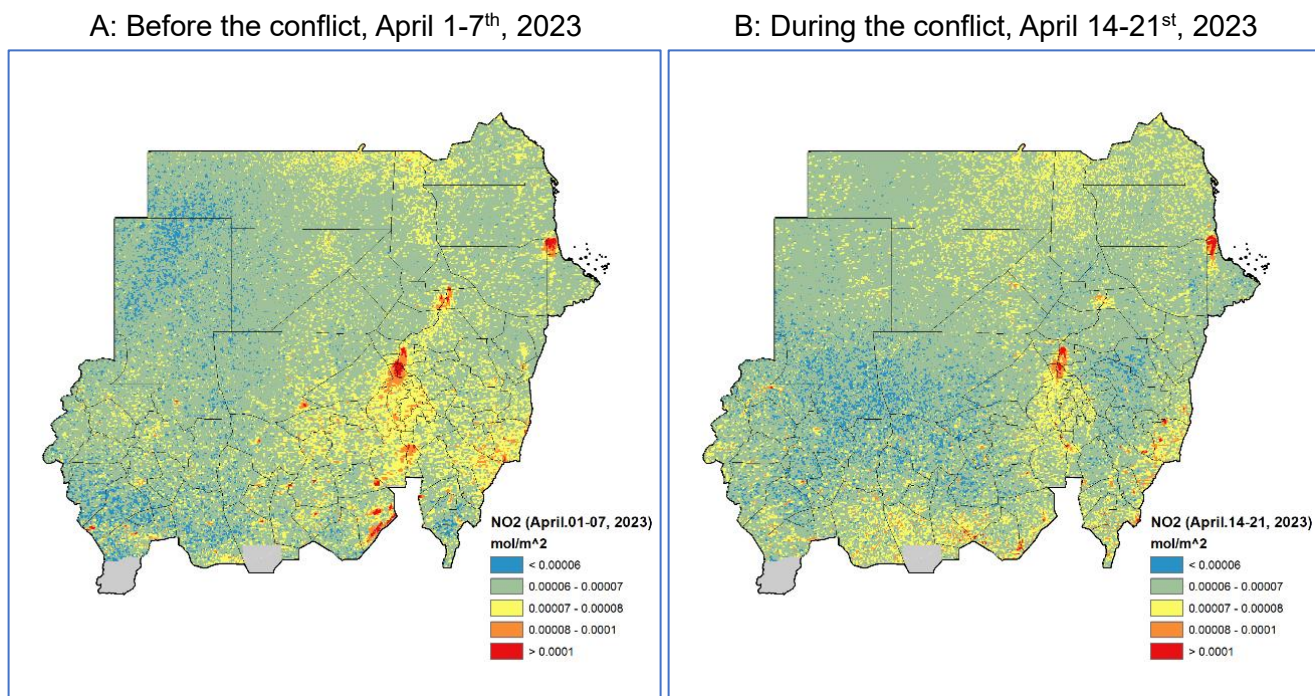 A: Before the conflict, April 1-7th, 2023
B: During the conflict, April 14-21st, 2023
NO2 (April.01-07, 2023)
mol/m^2
< 0.00006
0.00006 - 0.00007
0.00007 - 0.00008
0.00008 - 0.0001
> 0.0001
NO2 (April.14-21, 2023)
mol/m^2
< 0.00006
0.00006 - 0.00007
0.00007 - 0.00008
0.00008 - 0.0001
> 0.0001